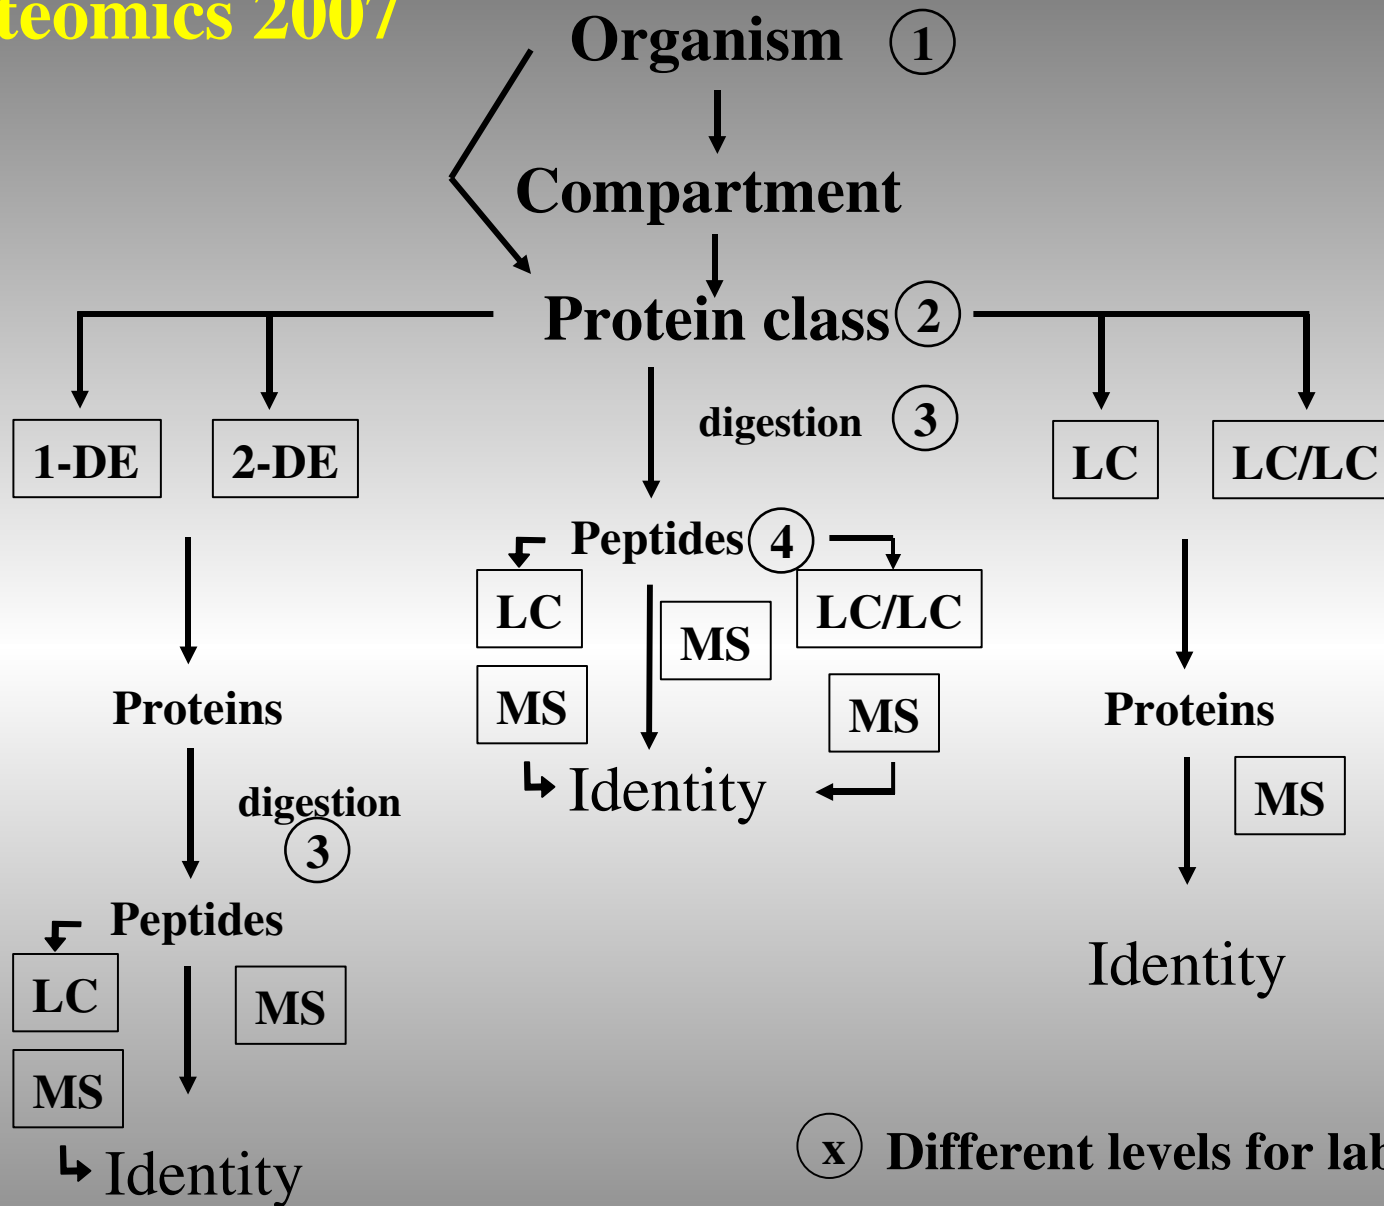 teomics 2007
Organism 1
Compartment
Protein class 2
digestion 3
1-DE 2-DE LC LC/LC
Peptides 4
LC MS LC/LC
MS MS
Proteins Proteins
Identity
MS
digestion
3
Peptides
Identity
LC MS
MS
Identity
x Different levels for lab